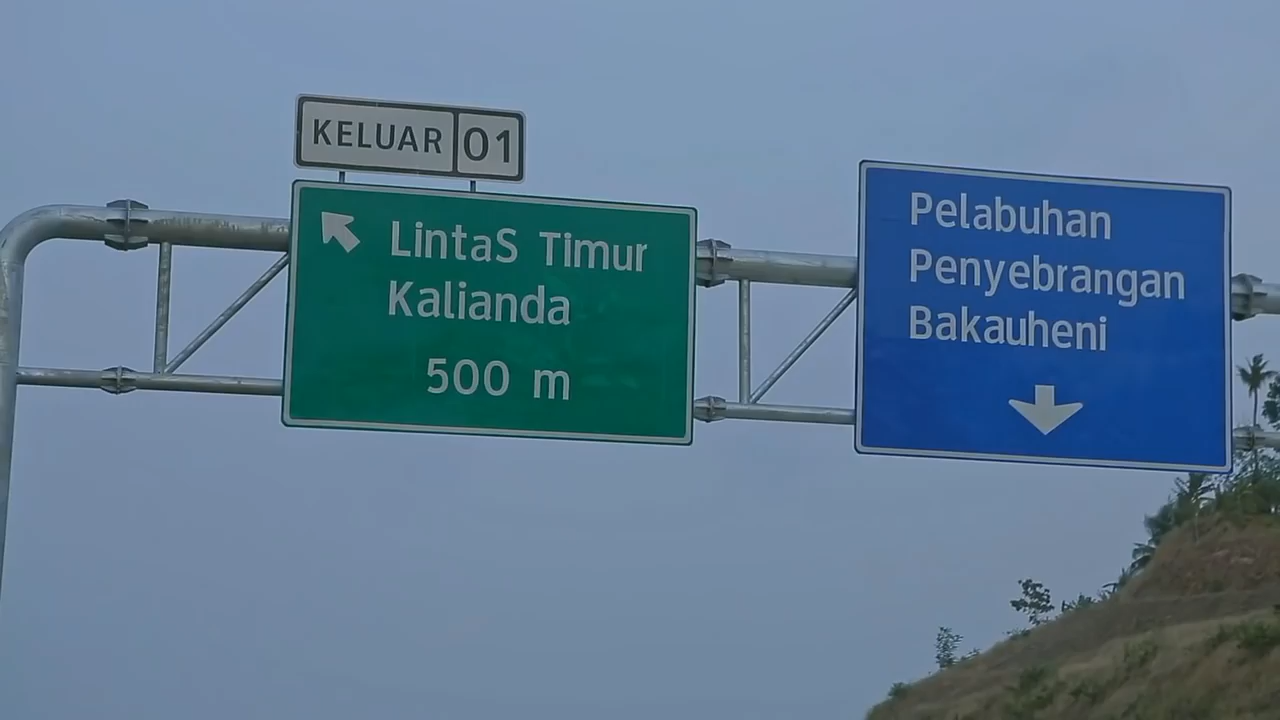 KELUAR 01
LintaS Timur
Kalianda
500 m
Pelabuhan
Penyebrangan
Bakauheni